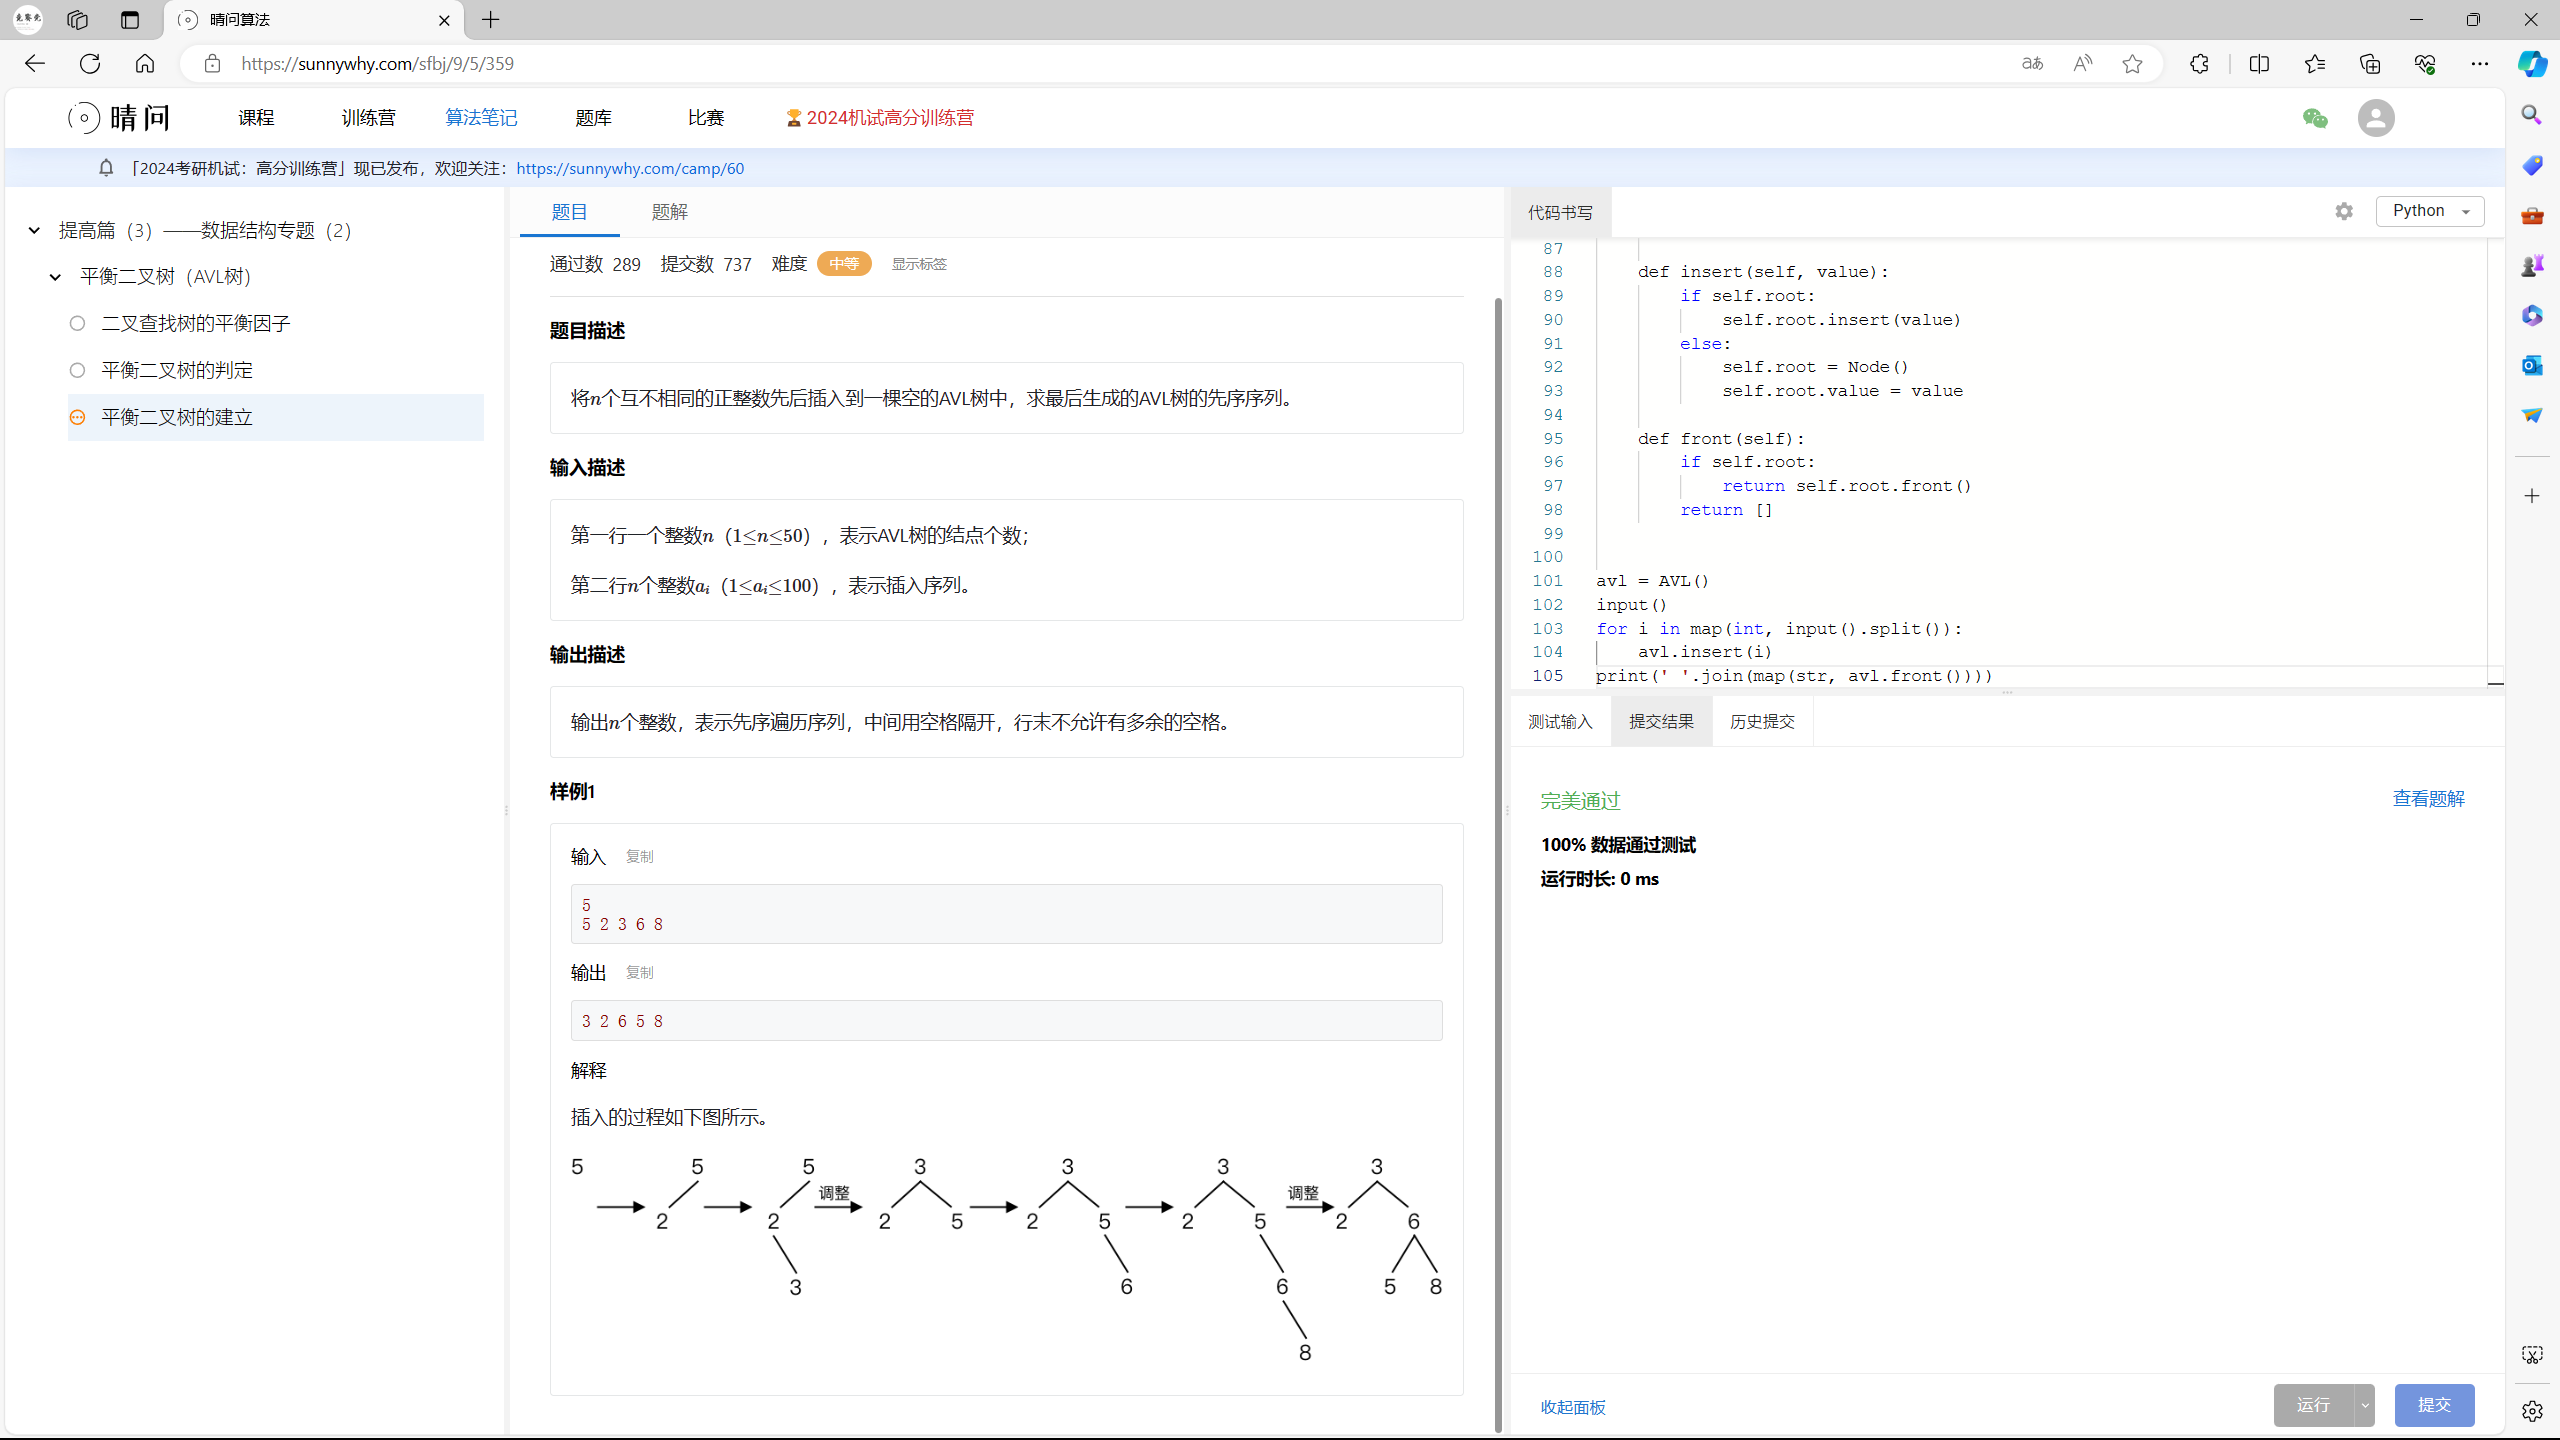 晴问算法
https://sunnywhy.com/sfbj/9/5/359
晴问
课程
训练营
算法笔记
题库
比赛
2024机试高分训练营
「2024考研机试：高分训练营」现已发布，欢迎关注：https://sunnywhy.com/camp/60
提高篇（3）——数据结构专题（2）
平衡二叉树（AVL树）
二叉查找树的平衡因子
平衡二叉树的判定
平衡二叉树的建立
题目
题解
通过数 289 提交数 737 难度 中等 显示标签
题目描述
将n个互不相同的正整数先后插入到一棵空的AVL树中，求最后生成的AVL树的先序序列。
输入描述
第一行一个整数n（1≤n≤50），表示AVL树的结点个数；
第二行n个整数aᵢ（1≤aᵢ≤100），表示插入序列。
输出描述
输出n个整数，表示先序遍历序列，中间用空格隔开，行末不允许有多余的空格。
样例1
输入 复制
5
5 2 3 6 8
输出 复制
3 2 6 5 8
解释
插入的过程如下图所示。
5 5 5 3 3 3 3
调整 调整
2 2 2 5 2 5 2 5 2 6
3 6 6 5 8
8
代码书写
Python
87
88 def insert(self, value):
89 if self.root:
90 self.root.insert(value)
91 else:
92 self.root = Node()
93 self.root.value = value
94
95 def front(self):
96 if self.root:
97 return self.root.front()
98 return []
99
100
101 avl = AVL()
102 input()
103 for i in map(int, input().split()):
104 avl.insert(i)
105 print(' '.join(map(str, avl.front())))
测试输入
提交结果
历史提交
完美通过
查看题解
100% 数据通过测试
运行时长: 0 ms
收起面板
运行
提交